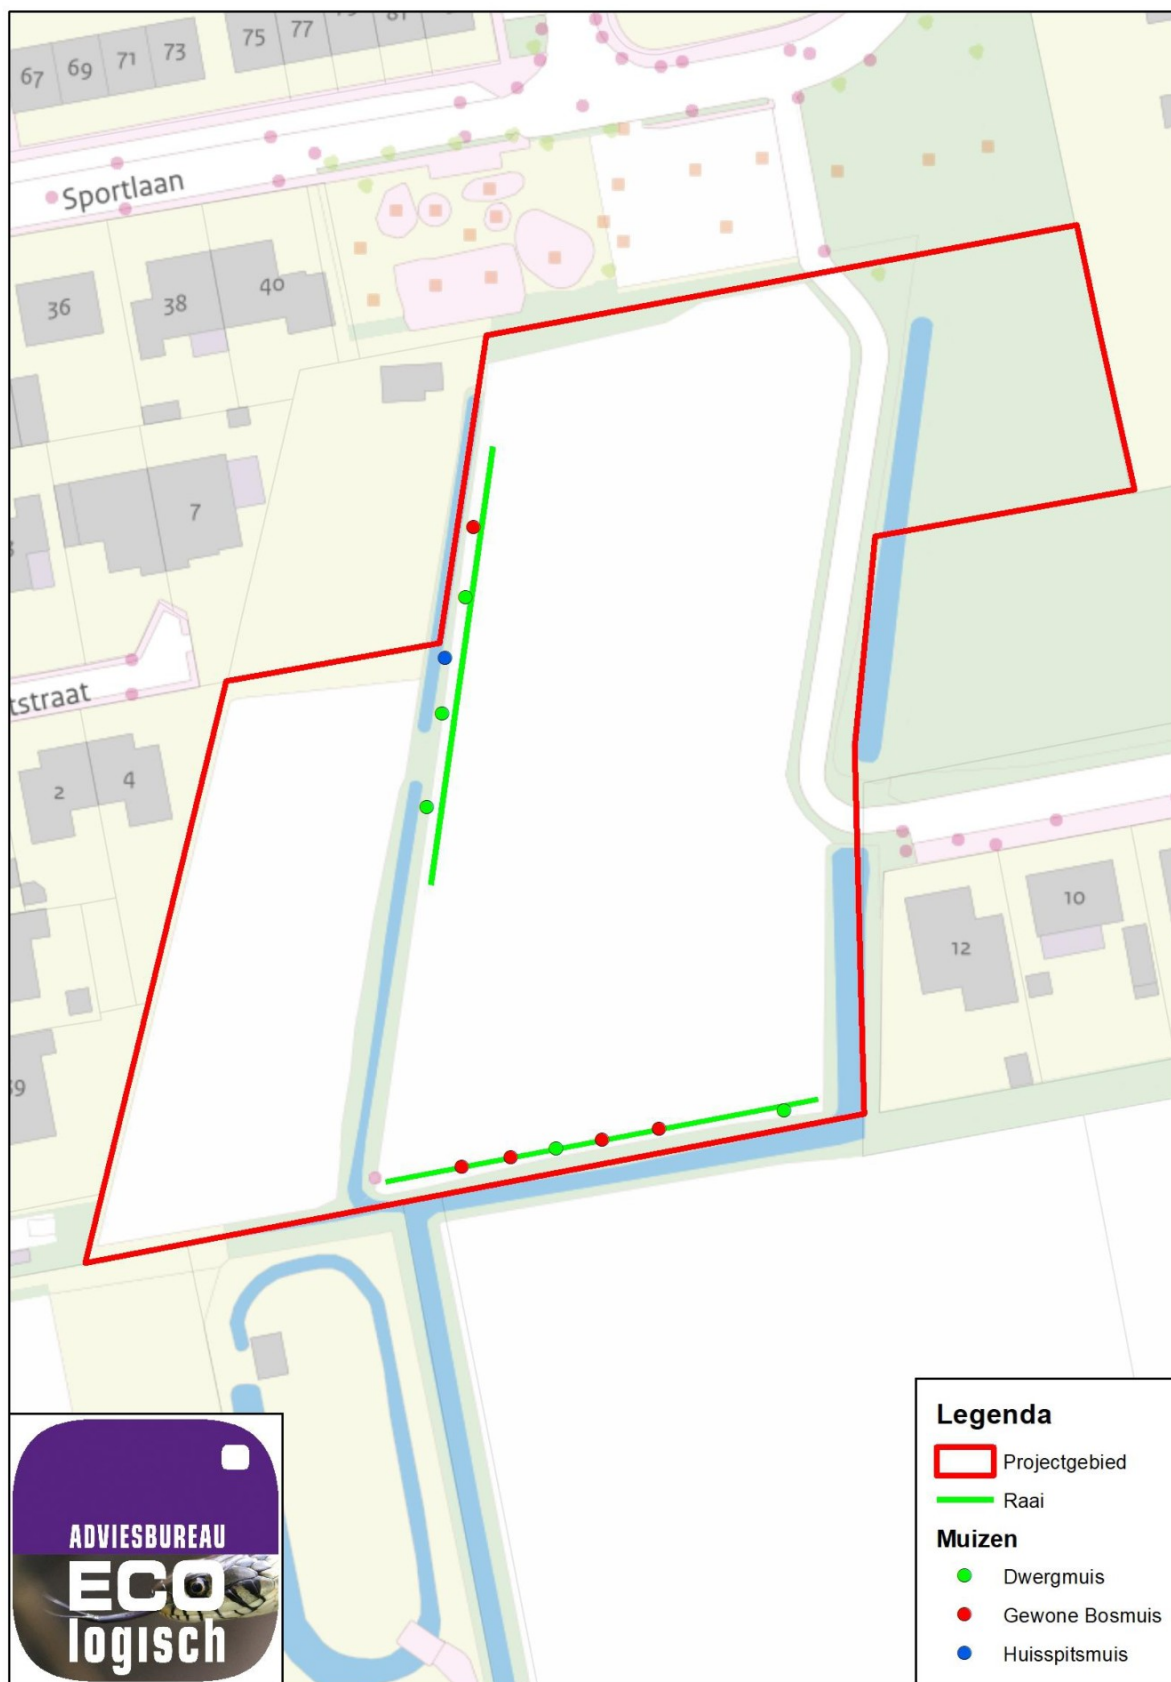 67
69
71
73
75
77
Sportlaan
36
38
40
7
tstraat
2
4
12
10
Legenda
Projectgebied
Raai
Muizen
Dwergmuis
Gewone Bosmuis
Huisspitsmuis
ADVIESBUREAU
ECO
logisch